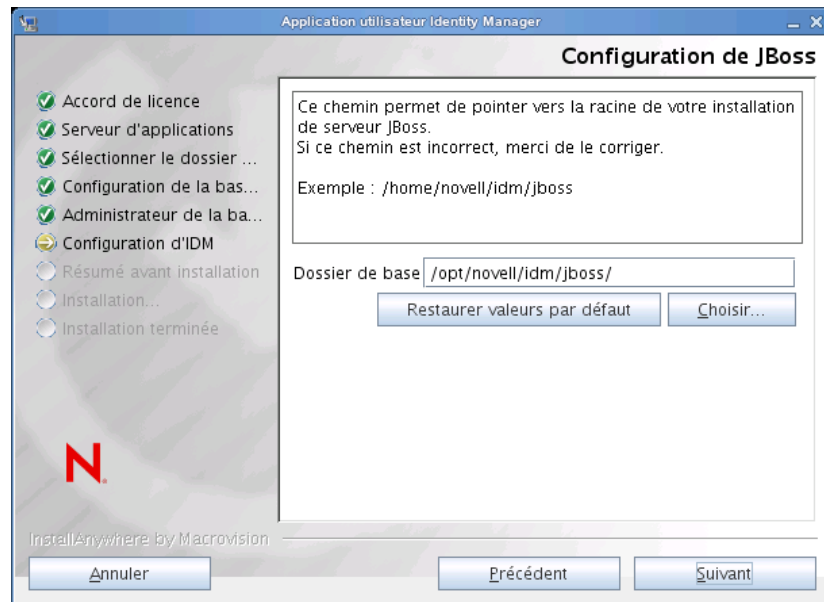 Application utilisateur Identity Manager
Configuration de JBoss
Accord de licence
Serveur d'applications
Sélectionner le dossier ...
Configuration de la bas...
Administrateur de la ba...
Configuration d'IDM
Résumé avant installation
Installation...
Installation terminée
Ce chemin permet de pointer vers la racine de votre installation
de serveur JBoss.
Si ce chemin est incorrect, merci de le corriger.
Exemple : /home/novell/idm/jboss
Dossier de base /opt/novell/idm/jboss/
Restaurer valeurs par défaut Choisir...
N
InstallAnywhere by Macrovision
Annuler Précédent Suivant